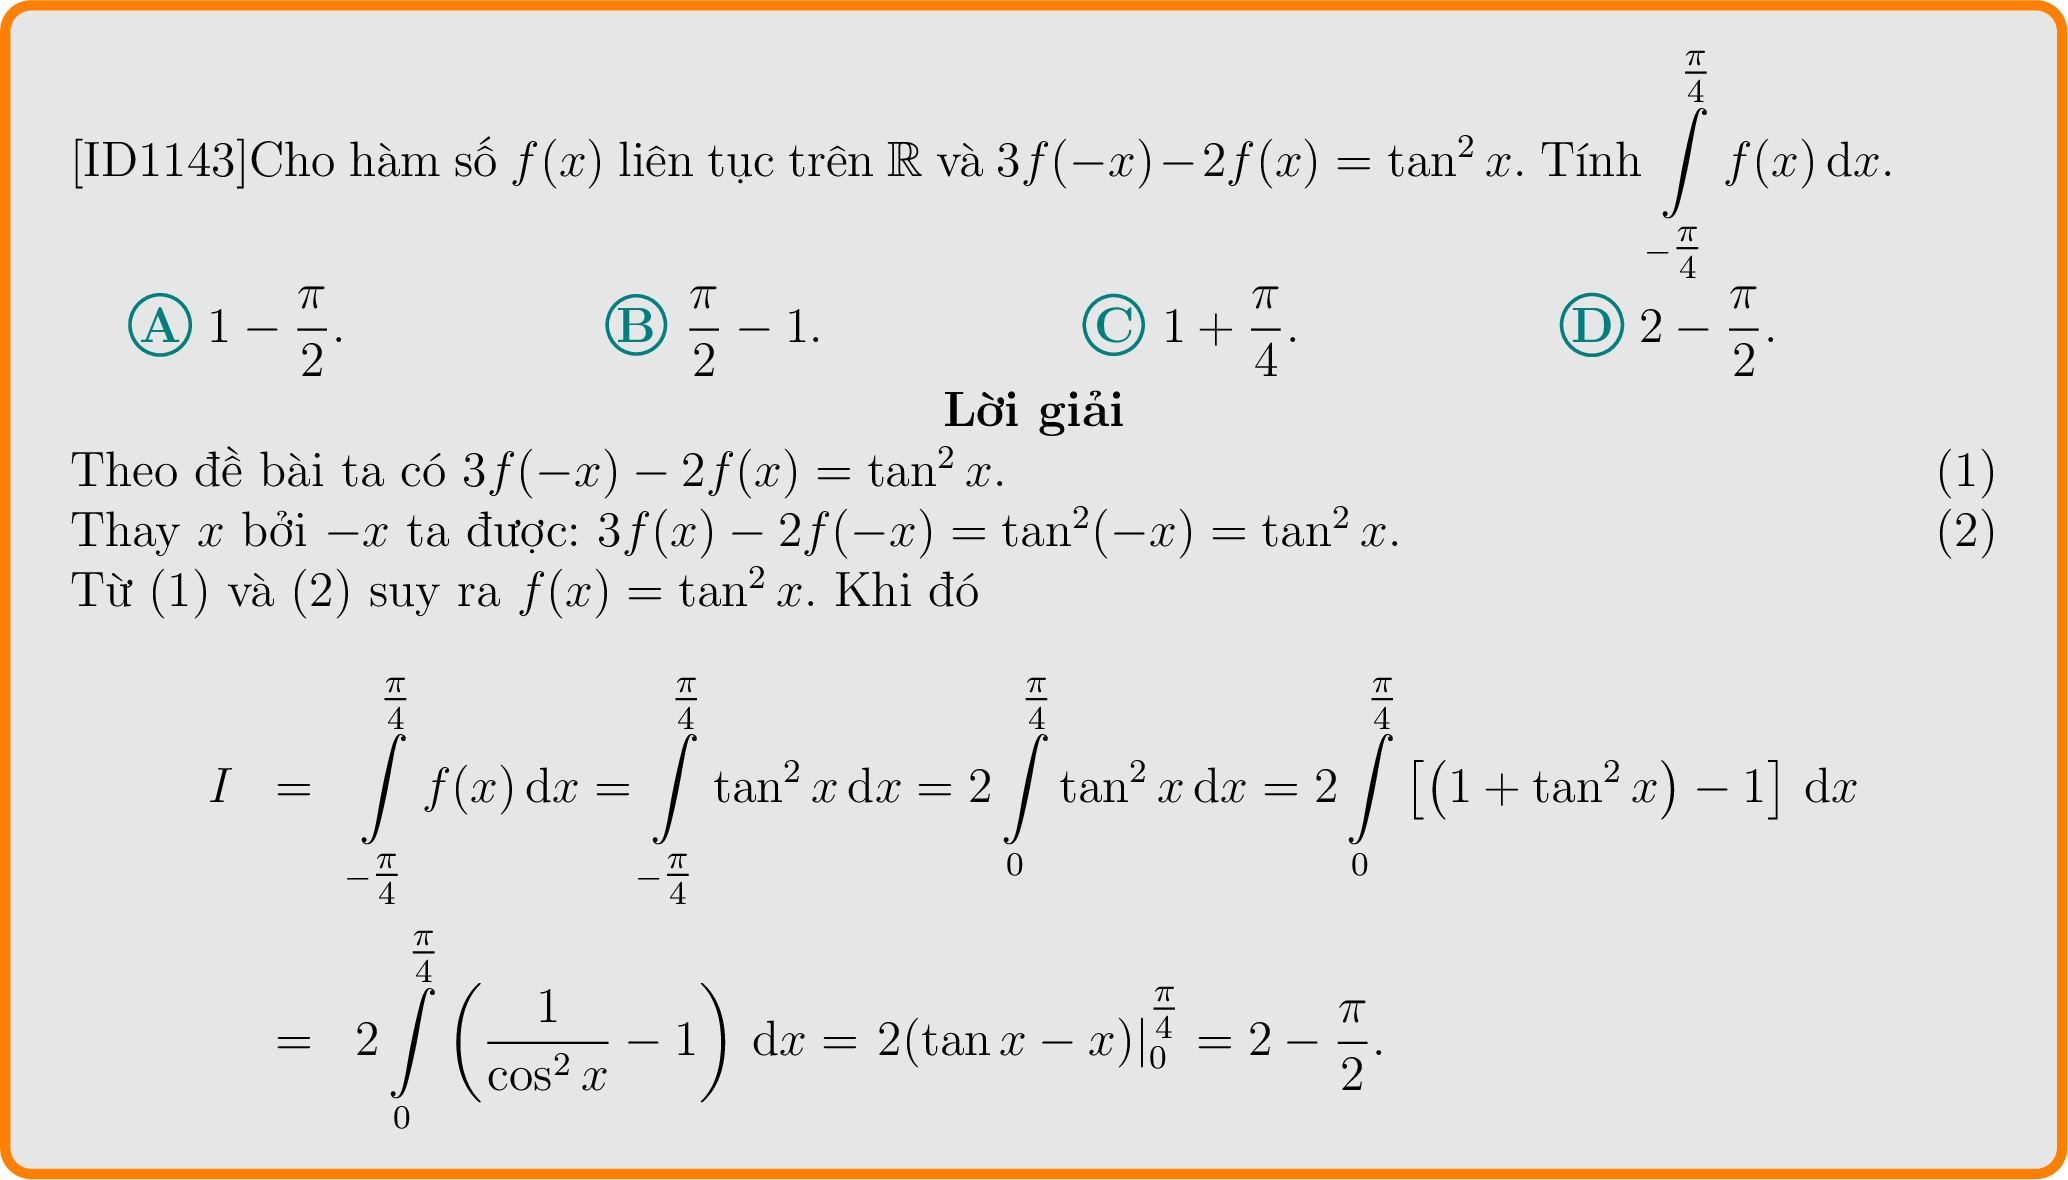 [ID1143]Cho hàm số $f(x)$ liên tục trên $\mathbb{R}$ và $3f(-x)-2f(x)=\tan^2 x$. Tính $\int\limits_{-\frac{\pi}{4}}^{\frac{\pi}{4}} f(x)\,\mathrm{d}x$.
Ⓐ $1-\frac{\pi}{2}$. Ⓑ $\frac{\pi}{2}-1$. Ⓒ $1+\frac{\pi}{4}$. Ⓓ $2-\frac{\pi}{2}$.
Lời giải
Theo đề bài ta có $3f(-x)-2f(x)=\tan^2 x$. (1)
Thay $x$ bởi $-x$ ta được: $3f(x)-2f(-x)=\tan^2(-x)=\tan^2 x$. (2)
Từ (1) và (2) suy ra $f(x)=\tan^2 x$. Khi đó
$I = \int\limits_{-\frac{\pi}{4}}^{\frac{\pi}{4}} f(x)\,\mathrm{d}x = \int\limits_{-\frac{\pi}{4}}^{\frac{\pi}{4}} \tan^2 x\,\mathrm{d}x = 2\int\limits_{0}^{\frac{\pi}{4}} \tan^2 x\,\mathrm{d}x = 2\int\limits_{0}^{\frac{\pi}{4}} \left[\left(1+\tan^2 x\right)-1\right]\,\mathrm{d}x$
$= 2\int\limits_{0}^{\frac{\pi}{4}} \left(\frac{1}{\cos^2 x}-1\right)\,\mathrm{d}x = 2(\tan x-x)|_{0}^{\frac{\pi}{4}} = 2-\frac{\pi}{2}$.